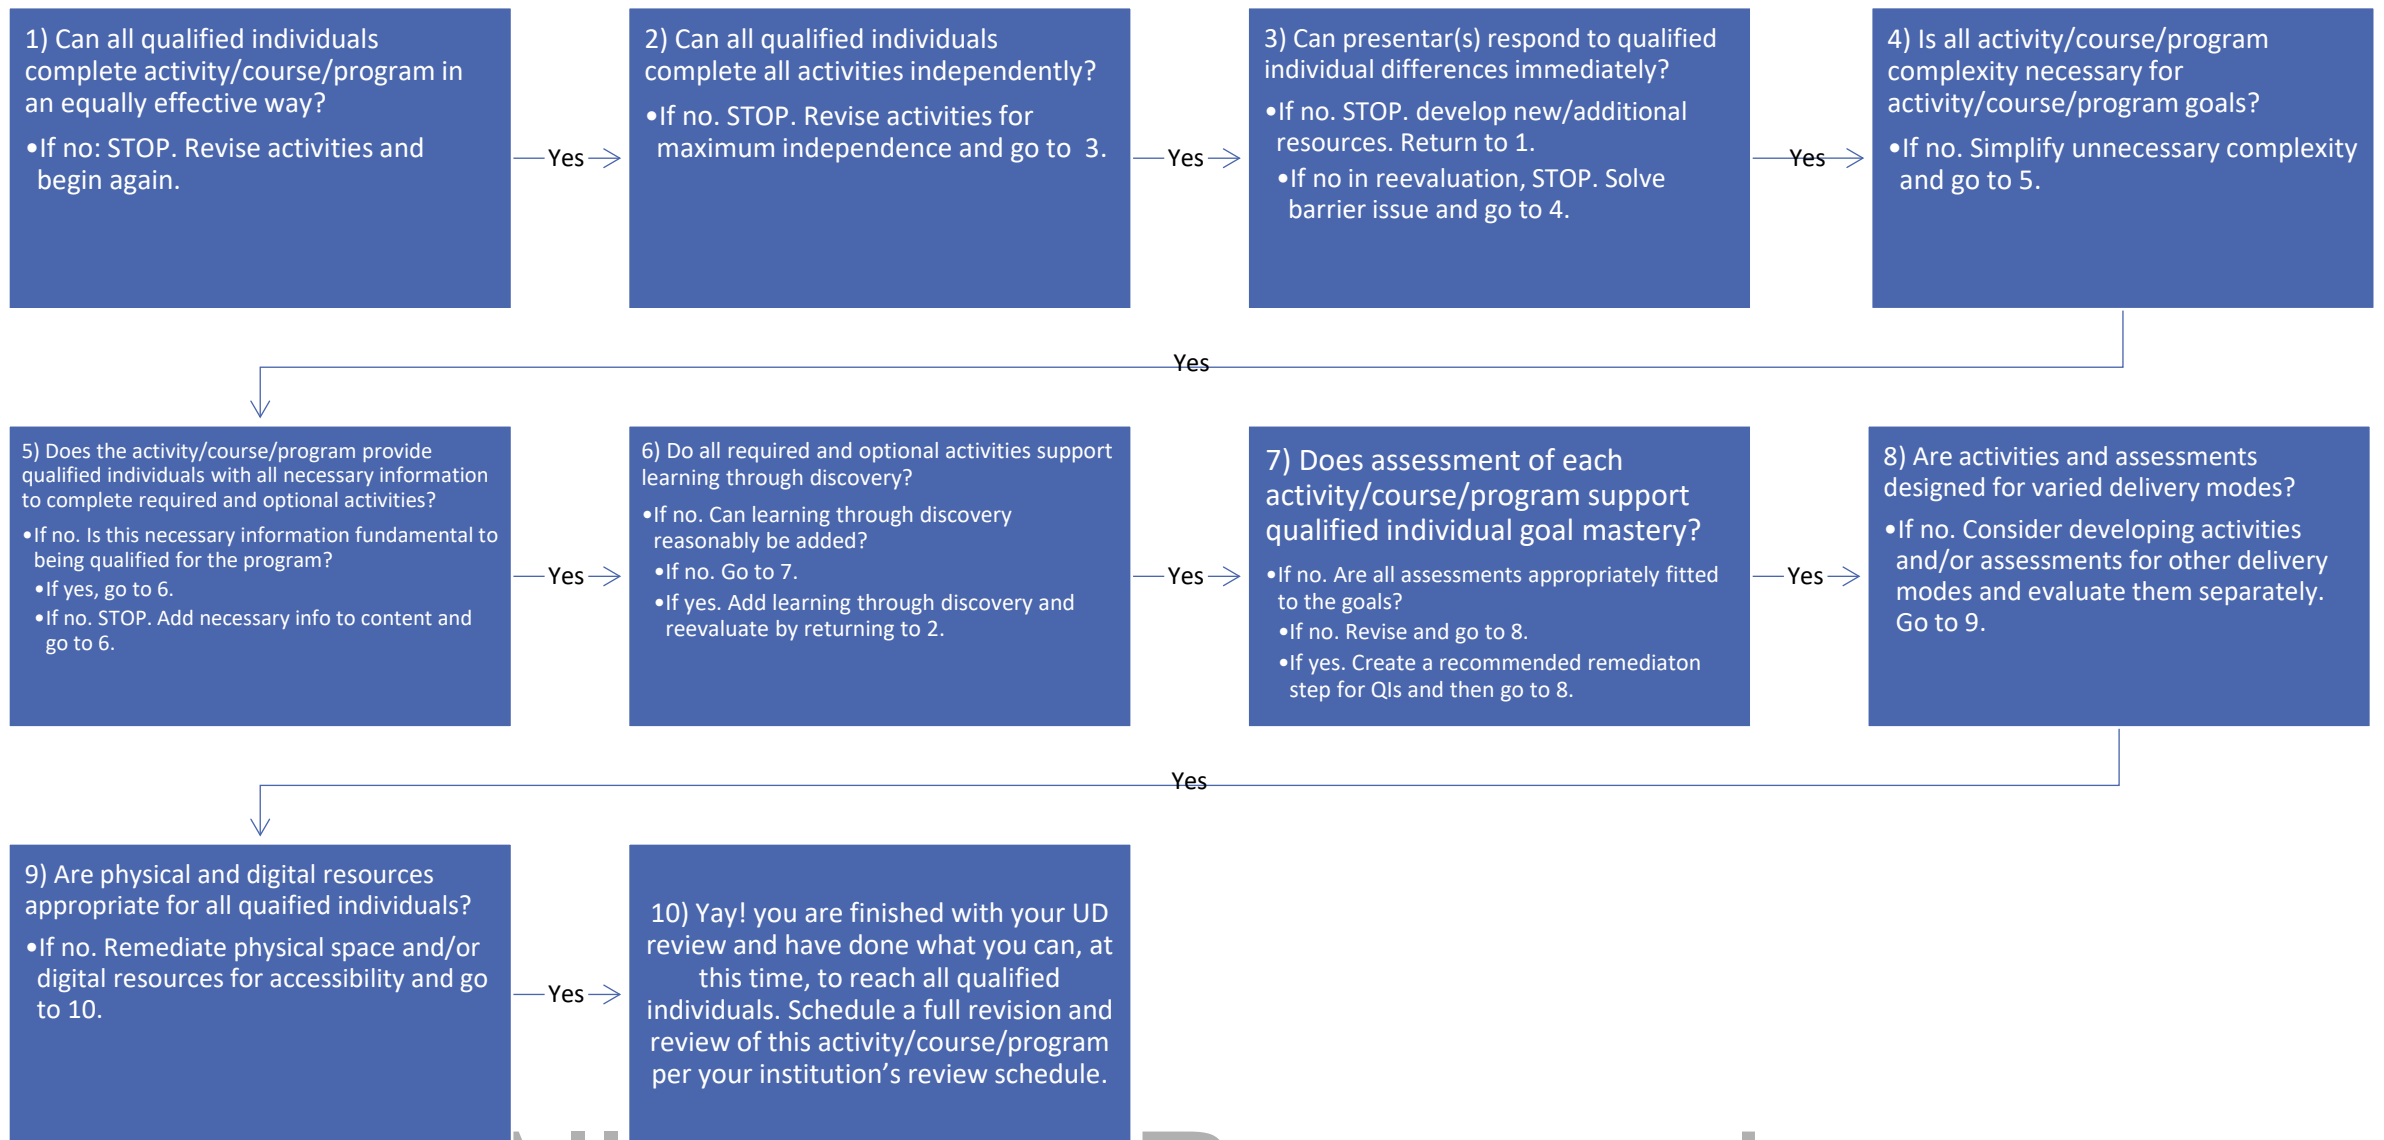 1) Can all qualified individuals
complete activity/course/program in
an equally effective way?
•If no: STOP. Revise activities and
begin again.
Yes
2) Can all qualified individuals
complete all activities independently?
•If no. STOP. Revise activities for
maximum independence and go to  3.
Yes
3) Can presentar(s) respond to qualified
individual differences immediately?
•If no. STOP. develop new/additional
resources. Return to 1.
•If no in reevaluation, STOP. Solve
barrier issue and go to 4.
Yes
4) Is all activity/course/program
complexity necessary for
activity/course/program goals?
•If no. Simplify unnecessary complexity
and go to 5.
Yes
5) Does the activity/course/program provide
qualified individuals with all necessary information
to complete required and optional activities?
•If no. Is this necessary information fundamental to
being qualified for the program?
•If yes, go to 6.
•If no. STOP. Add necessary info to content and
go to 6.
Yes
6) Do all required and optional activities support
learning through discovery?
•If no. Can learning through discovery
reasonably be added?
•If no. Go to 7.
•If yes. Add learning through discovery and
reevaluate by returning to 2.
Yes
7) Does assessment of each
activity/course/program support
qualified individual goal mastery?
•If no. Are all assessments appropriately fitted
to the goals?
•If no. Revise and go to 8.
•If yes. Create a recommended remediaton
step for QIs and then go to 8.
Yes
8) Are activities and assessments
designed for varied delivery modes?
•If no. Consider developing activities
and/or assessments for other delivery
modes and evaluate them separately.
Go to 9.
Yes
9) Are physical and digital resources
appropriate for all quaified individuals?
•If no. Remediate physical space and/or
digital resources for accessibility and go
to 10.
Yes
10) Yay! you are finished with your UD
review and have done what you can, at
this time, to reach all qualified
individuals. Schedule a full revision and
review of this activity/course/program
per your institution’s review schedule.